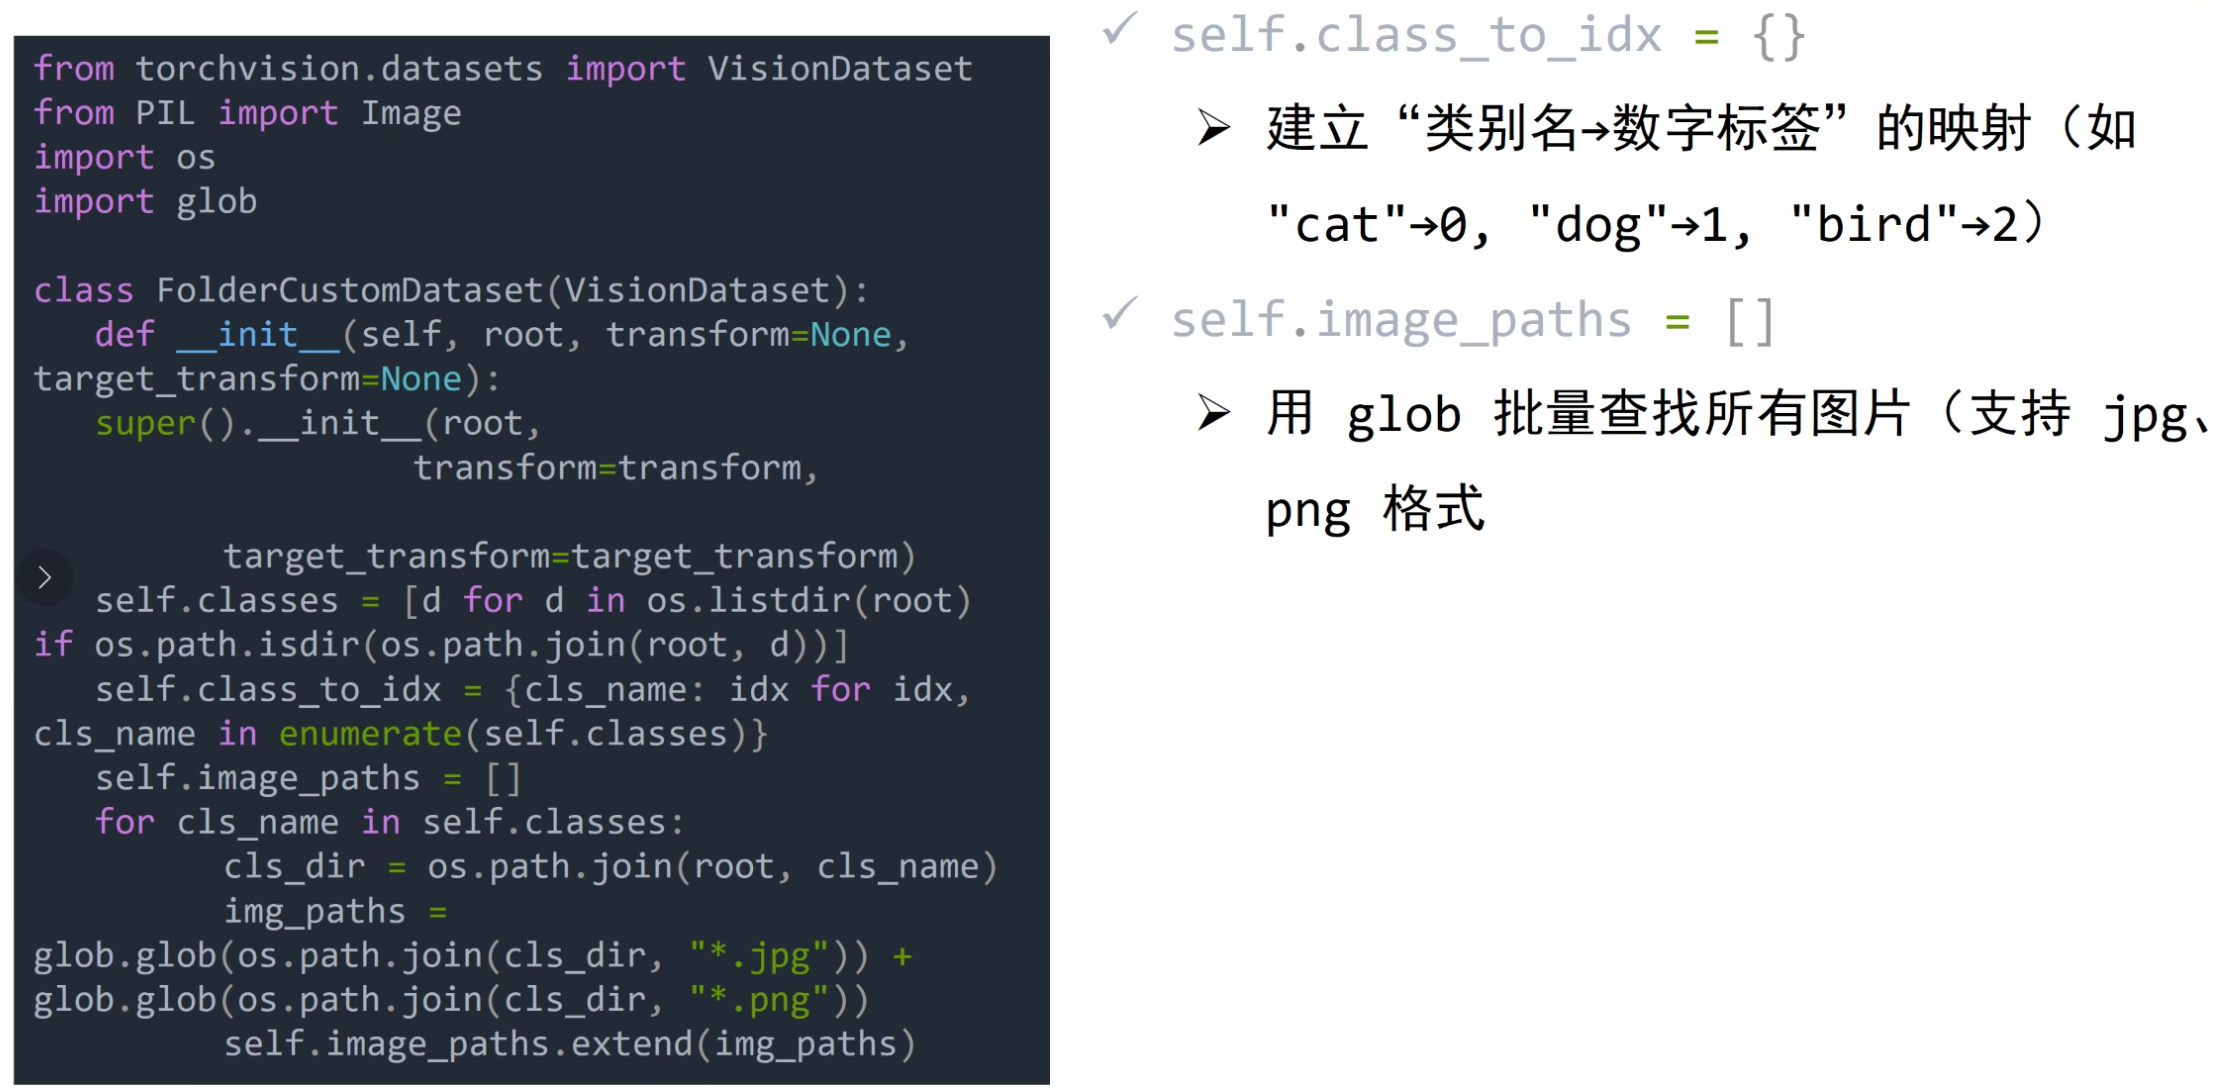 from torchvision.datasets import VisionDataset
from PIL import Image
import os
import glob
class FolderCustomDataset(VisionDataset):
def __init__(self, root, transform=None,
target_transform=None):
super().__init__(root,
transform=transform,
target_transform=target_transform)
self.classes = [d for d in os.listdir(root)
if os.path.isdir(os.path.join(root, d))]
self.class_to_idx = {cls_name: idx for idx,
cls_name in enumerate(self.classes)}
self.image_paths = []
for cls_name in self.classes:
cls_dir = os.path.join(root, cls_name)
img_paths =
glob.glob(os.path.join(cls_dir, "*.jpg")) +
glob.glob(os.path.join(cls_dir, "*.png"))
self.image_paths.extend(img_paths)
✓ self.class_to_idx = {}
➢ 建立“类别名→数字标签”的映射（如
"cat"→0, "dog"→1, "bird"→2）
✓ self.image_paths = []
➢ 用 glob 批量查找所有图片（支持 jpg、
png 格式